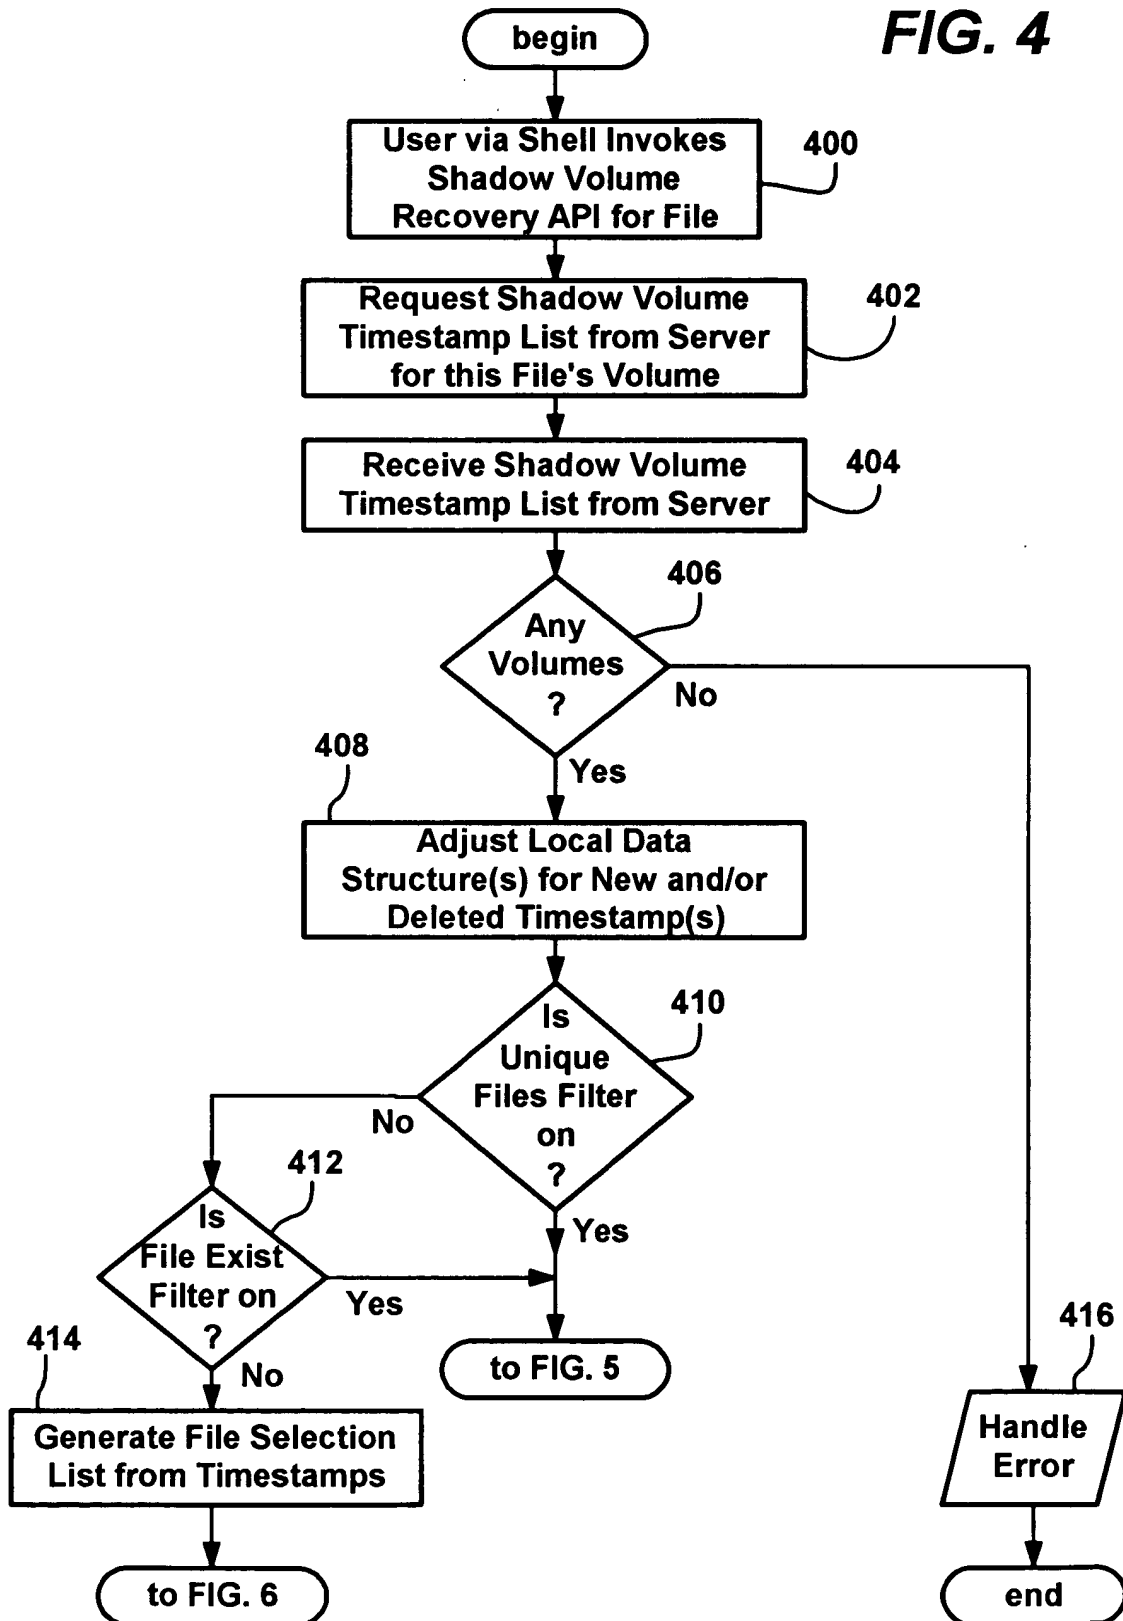 begin
FIG. 4
User via Shell Invokes
Shadow Volume
Recovery API for File
400
Request Shadow Volume
Timestamp List from Server
for this File's Volume
402
Receive Shadow Volume
Timestamp List from Server
404
406
Any
Volumes
?
No
Yes
408
Adjust Local Data
Structure(s) for New and/or
Deleted Timestamp(s)
410
Is
Unique
Files Filter
on
?
No
Yes
412
Is
File Exist
Filter on
?
Yes
No
to FIG. 5
414
Generate File Selection
List from Timestamps
to FIG. 6
416
Handle
Error
end